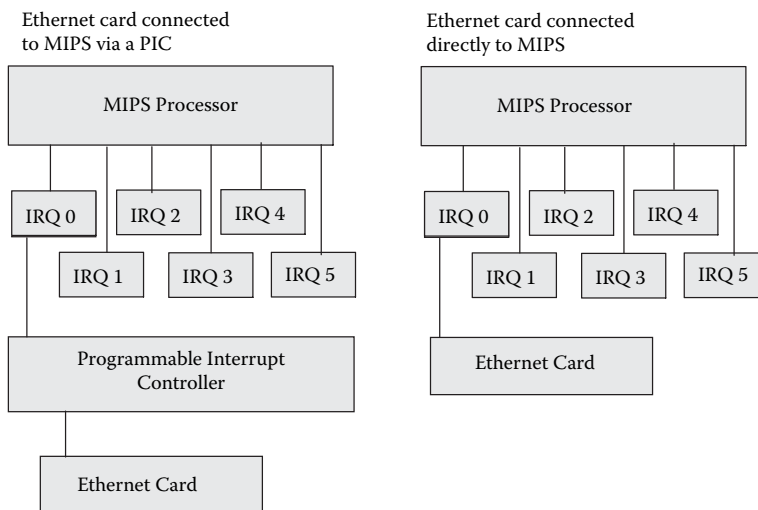 Ethernet card connected
to MIPS via a PIC
MIPS Processor
IRQ 0
IRQ 2
IRQ 4
IRQ 1
IRQ 3
IRQ 5
Programmable Interrupt
Controller
Ethernet Card
Ethernet card connected
directly to MIPS
MIPS Processor
IRQ 0
IRQ 2
IRQ 4
IRQ 1
IRQ 3
IRQ 5
Ethernet Card